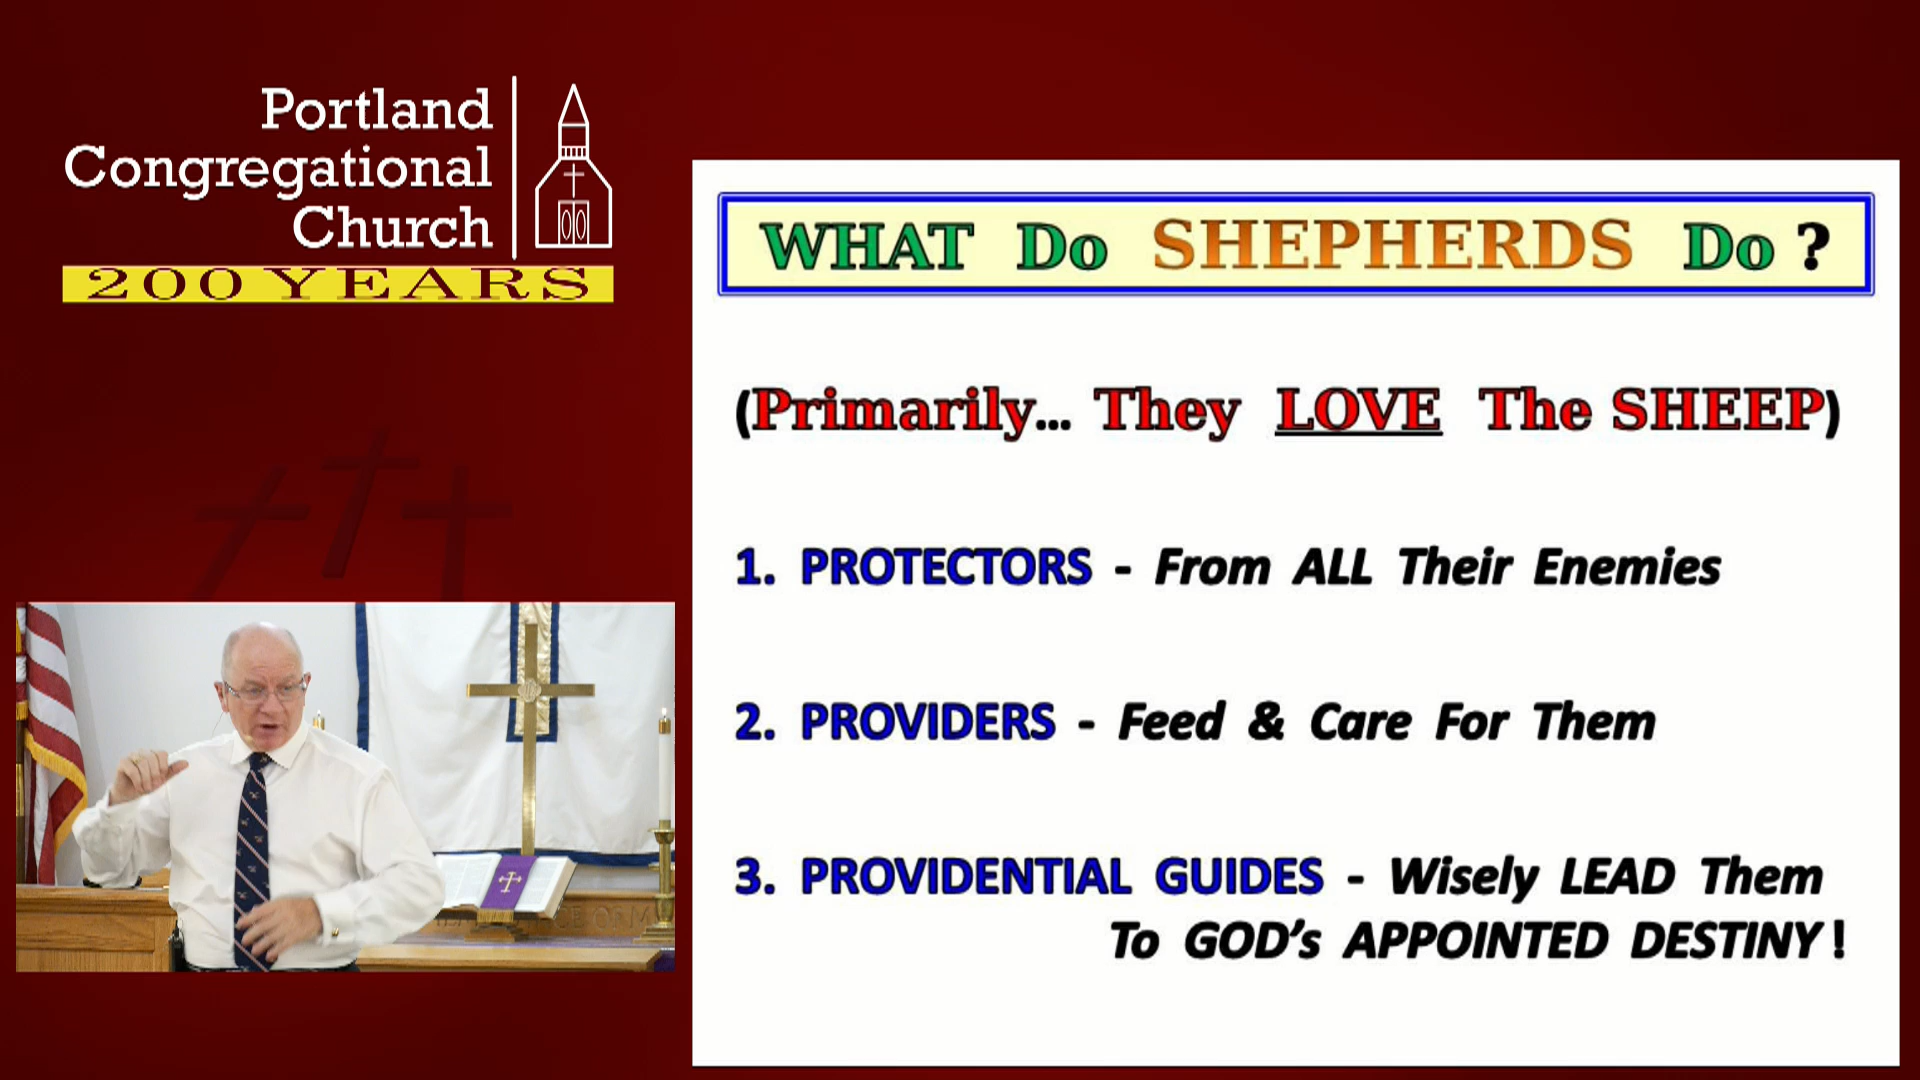 Portland
Congregational
Church
200 YEARS
WHAT Do SHEPHERDS Do ?
(Primarily... They LOVE The SHEEP)
1. PROTECTORS - From ALL Their Enemies
2. PROVIDERS - Feed & Care For Them
3. PROVIDENTIAL GUIDES - Wisely LEAD Them
To GOD's APPOINTED DESTINY !